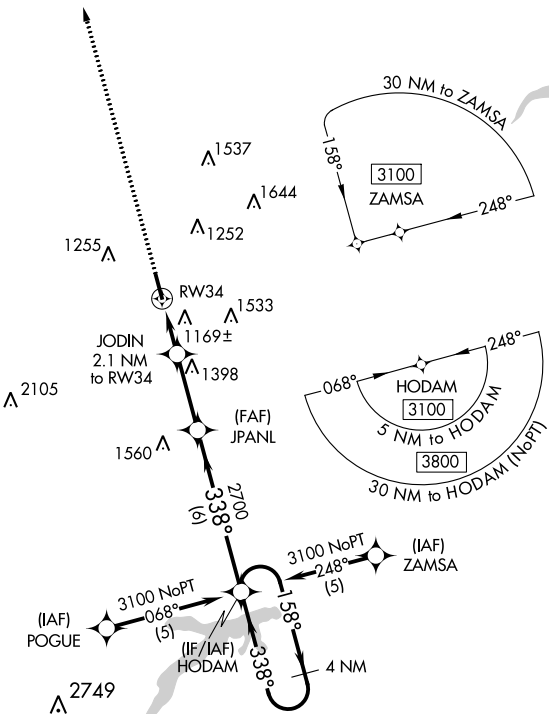 30 NM to ZAMSA
158°
3100
ZAMSA
248°
1537
1644
1252
1255
RW34
1533
1169±
JODIN
2.1 NM
to RW34
1398
2105
(FAF)
JPANL
1560
068°
248°
HODAM
3100
5 NM to HODAM
3800
30 NM to HODAM (NoPT)
2700
338°
(6)
3100 NoPT
248°
(5)
(IAF)
ZAMSA
3100 NoPT
068°
(5)
(IAF)
POGUE
(IF/IAF)
HODAM
158°
338°
4 NM
2749